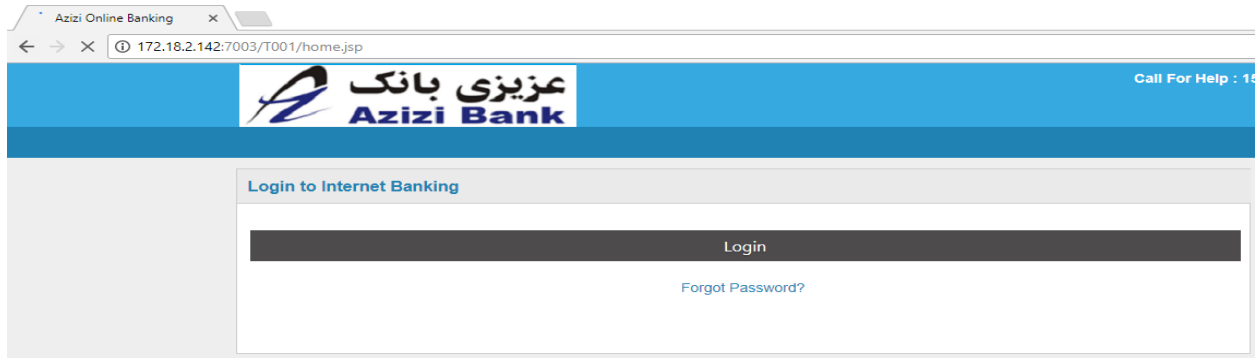 Azizi Online Banking
172.18.2.142:7003/T001/home.jsp
عزیزی بانک
Azizi Bank
Call For Help : 15
Login to Internet Banking
Login
Forgot Password?